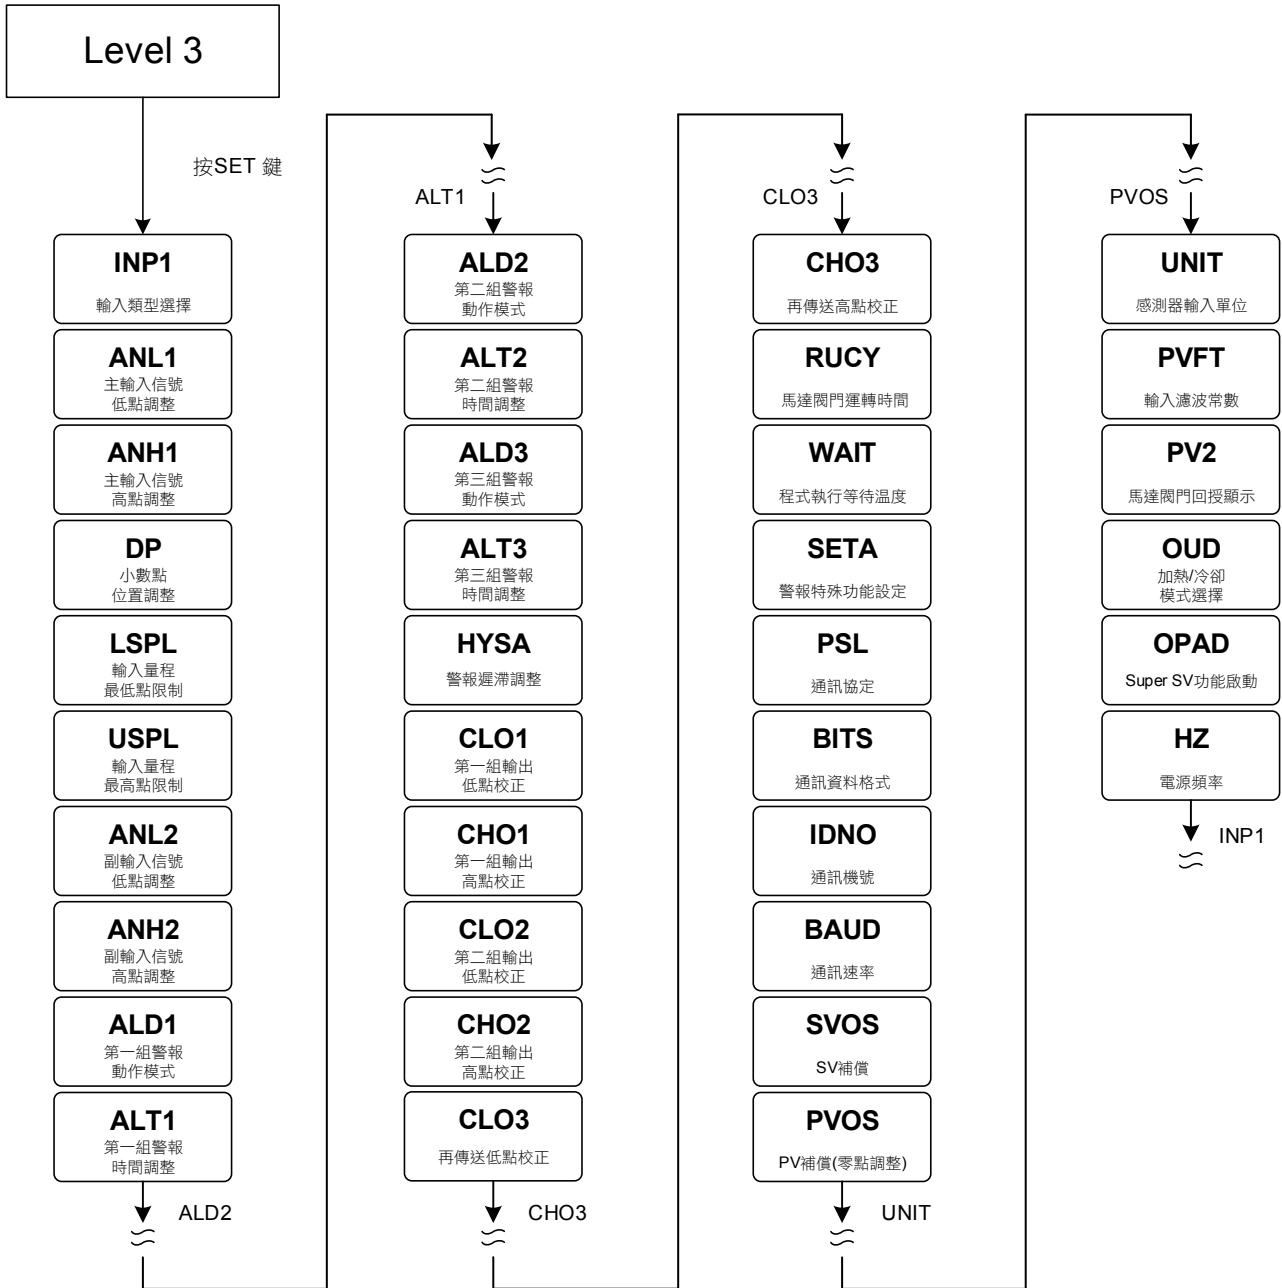 Level 3
按SET 鍵
INP1
輸入類型選擇
ANL1
主輸入信號
低點調整
ANH1
主輸入信號
高點調整
DP
小數點
位置調整
LSPL
輸入量程
最低點限制
USPL
輸入量程
最高點限制
ANL2
副輸入信號
低點調整
ANH2
副輸入信號
高點調整
ALD1
第一組警報
動作模式
ALT1
第一組警報
時間調整
ALD2
ALT1
ALD2
第二組警報
動作模式
ALT2
第二組警報
時間調整
ALD3
第三組警報
動作模式
ALT3
第三組警報
時間調整
HYSA
警報遲滯調整
CLO1
第一組輸出
低點校正
CHO1
第一組輸出
高點校正
CLO2
第二組輸出
低點校正
CHO2
第二組輸出
高點校正
CLO3
再傳送低點校正
CHO3
CLO3
CHO3
再傳送高點校正
RUCY
馬達閥門運轉時間
WAIT
程式執行等待温度
SETA
警報特殊功能設定
PSL
通訊協定
BITS
通訊資料格式
IDNO
通訊機號
BAUD
通訊速率
SVOS
SV補償
PVOS
PV補償(零點調整)
UNIT
PVOS
UNIT
感測器輸入單位
PVFT
輸入濾波常數
PV2
馬達閥門回授顯示
OUD
加熱/冷卻
模式選擇
OPAD
Super SV功能啟動
HZ
電源頻率
INP1